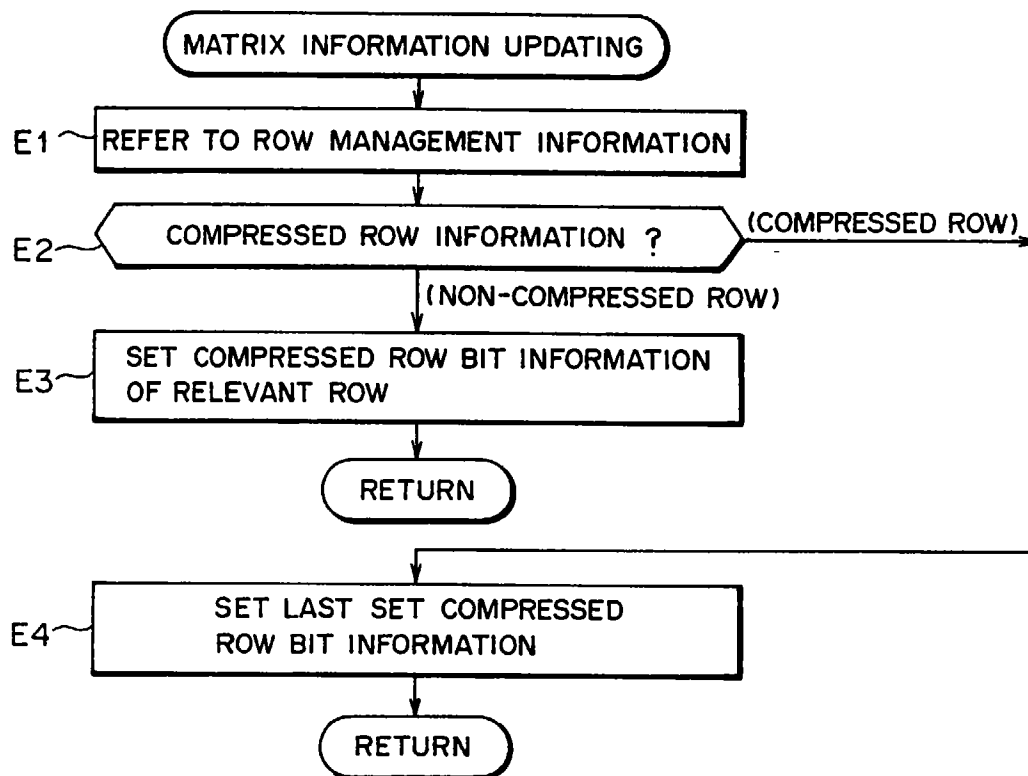 MATRIX INFORMATION UPDATING
E1
REFER TO ROW MANAGEMENT INFORMATION
E2
COMPRESSED ROW INFORMATION ?
(COMPRESSED ROW)
(NON-COMPRESSED ROW)
E3
SET COMPRESSED ROW BIT INFORMATION
OF RELEVANT ROW
RETURN
E4
SET LAST SET COMPRESSED
ROW BIT INFORMATION
RETURN